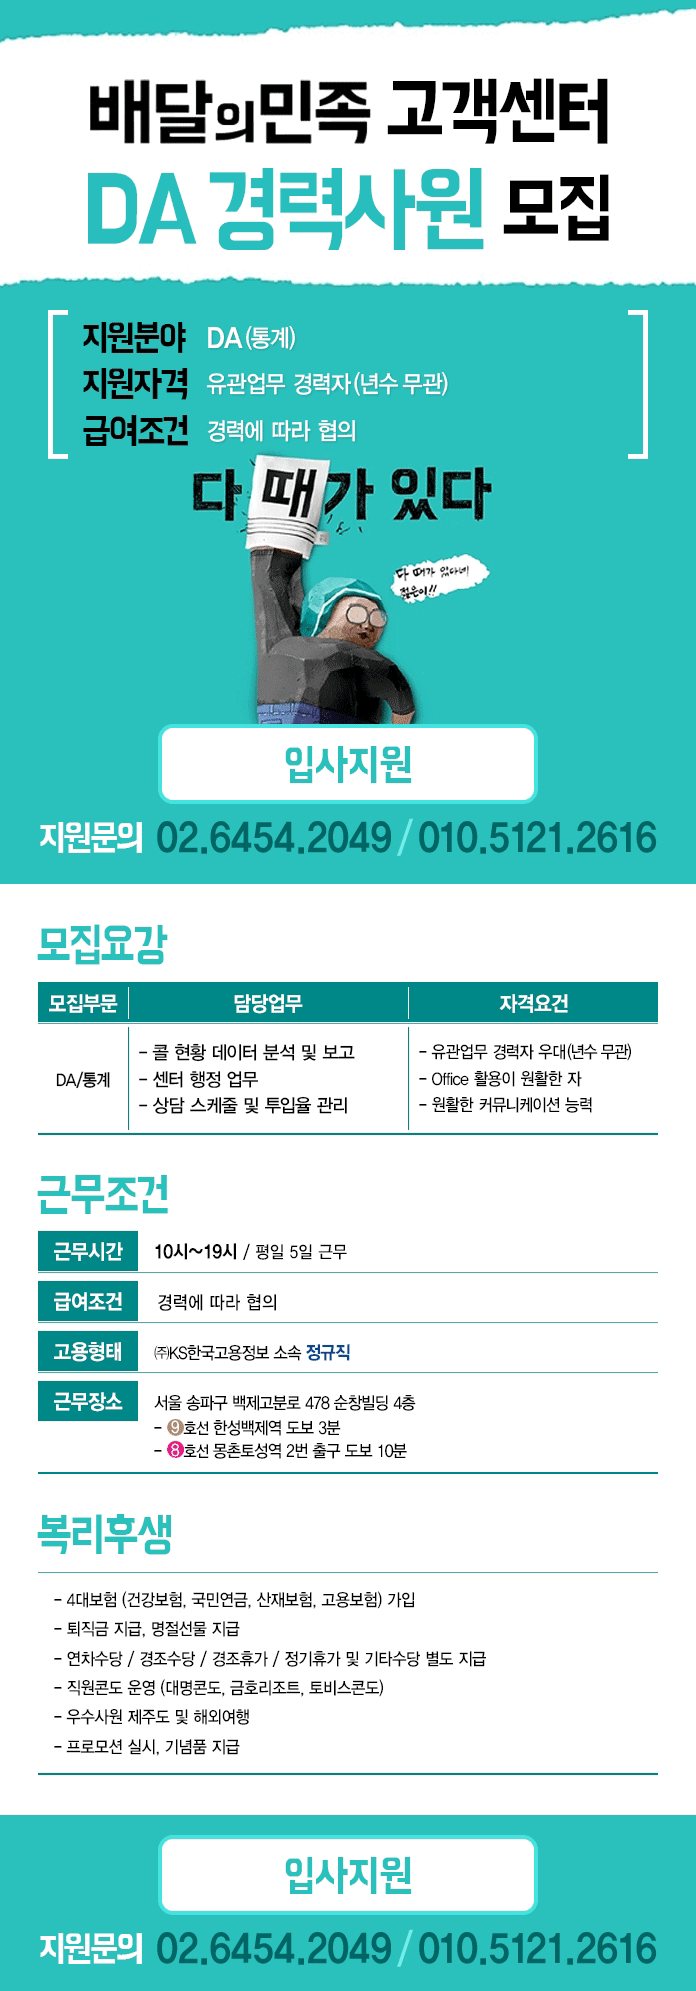 배달의민족 고객센터
DA 경력사원 모집
지원분야 DA(통계)
지원자격 유관업무 경력자(년수 무관)
급여조건 경력에 따라 협의
다 때가 있다
다 때가 있다네
젊은이!!
입사지원
지원문의 02.6454.2049 / 010.5121.2616
모집요강
모집부문 담당업무 자격요건
DA/통계
- 콜 현황 데이터 분석 및 보고
- 센터 행정 업무
- 상담 스케줄 및 투입율 관리
- 유관업무 경력자 우대(년수 무관)
- Office 활용이 원활한 자
- 원활한 커뮤니케이션 능력
근무조건
근무시간 10시~19시 / 평일 5일 근무
급여조건 경력에 따라 협의
고용형태 ㈜KS한국고용정보 소속 정규직
근무장소 서울 송파구 백제고분로 478 순창빌딩 4층
- 9호선 한성백제역 도보 3분
- 8호선 몽촌토성역 2번 출구 도보 10분
복리후생
- 4대보험 (건강보험, 국민연금, 산재보험, 고용보험) 가입
- 퇴직금 지급, 명절선물 지급
- 연차수당 / 경조수당 / 경조휴가 / 정기휴가 및 기타수당 별도 지급
- 직원콘도 운영 (대명콘도, 금호리조트, 토비스콘도)
- 우수사원 제주도 및 해외여행
- 프로모션 실시, 기념품 지급
입사지원
지원문의 02.6454.2049 / 010.5121.2616